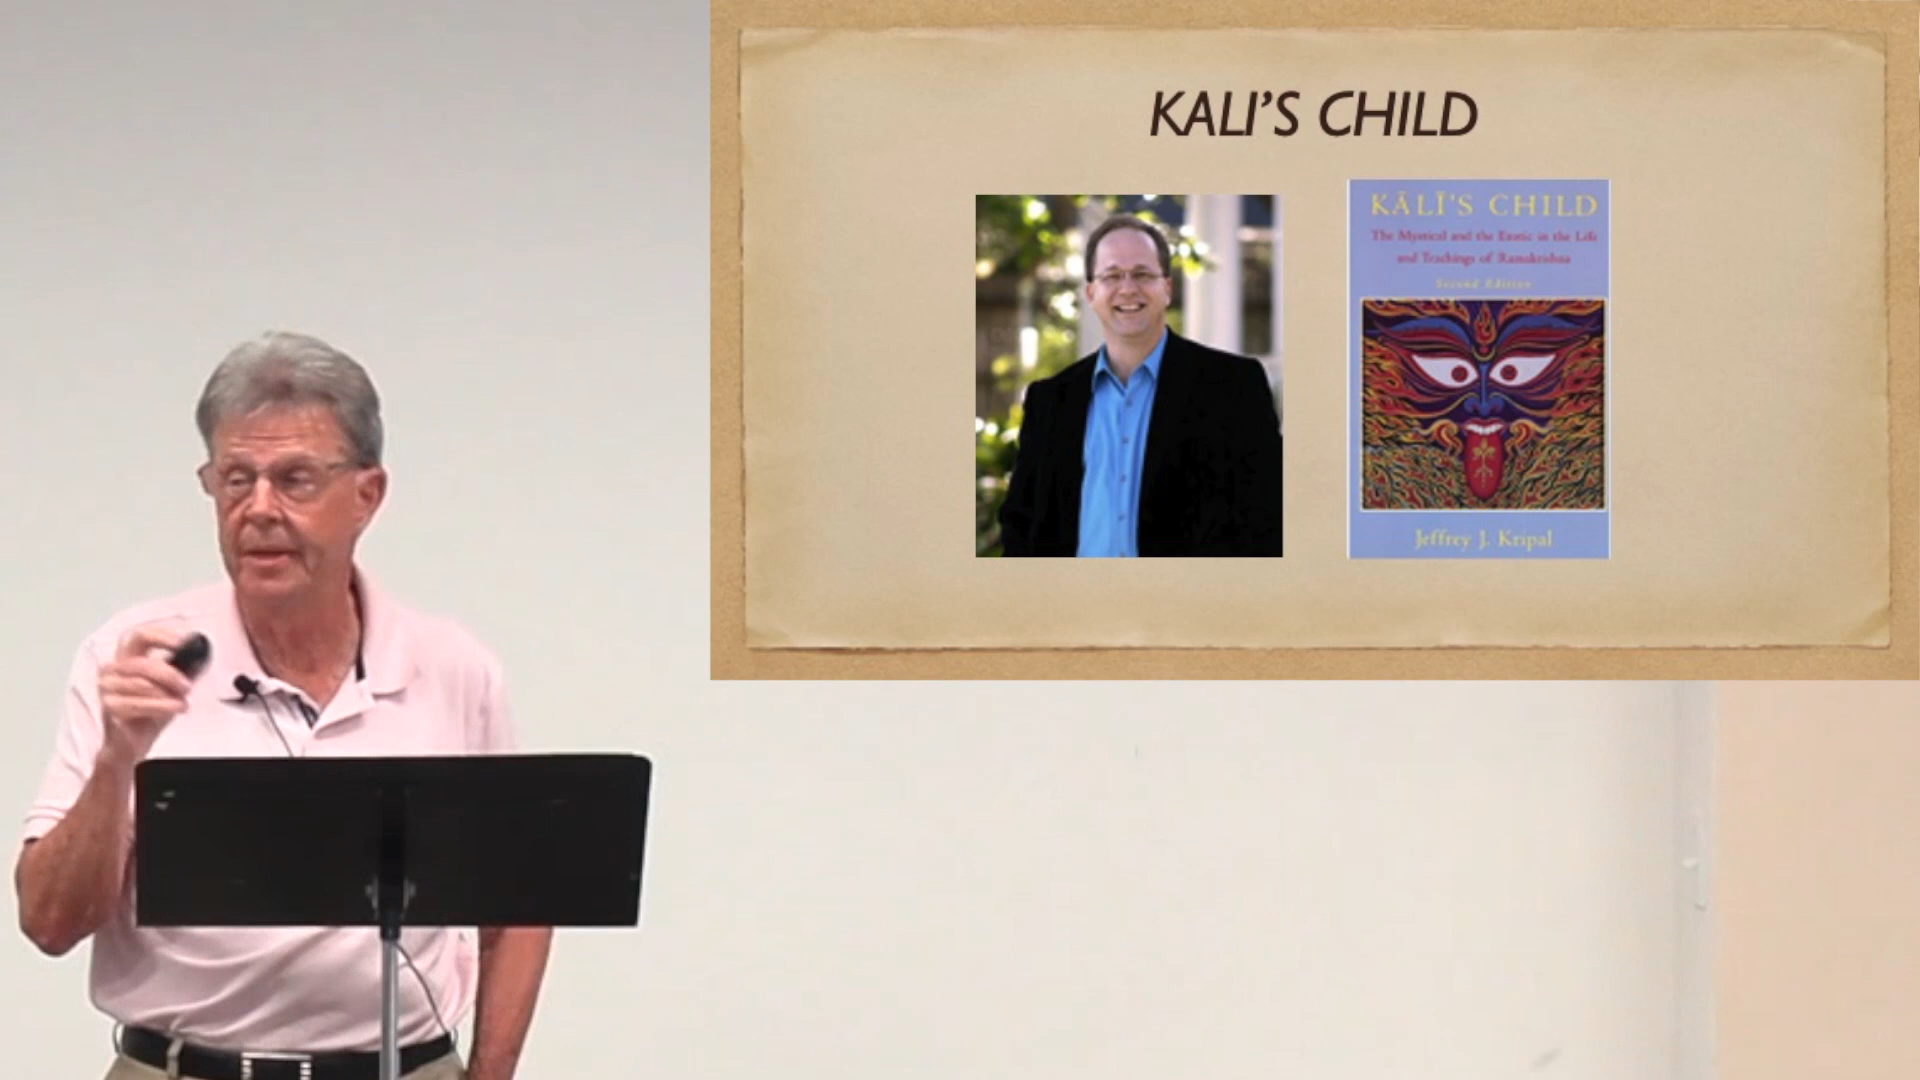 KALI'S CHILD
KĀLĪ'S CHILD
The Mystical and the Erotic in the Life
and Teachings of Ramakrishna
Second Edition
Jeffrey J. Kripal